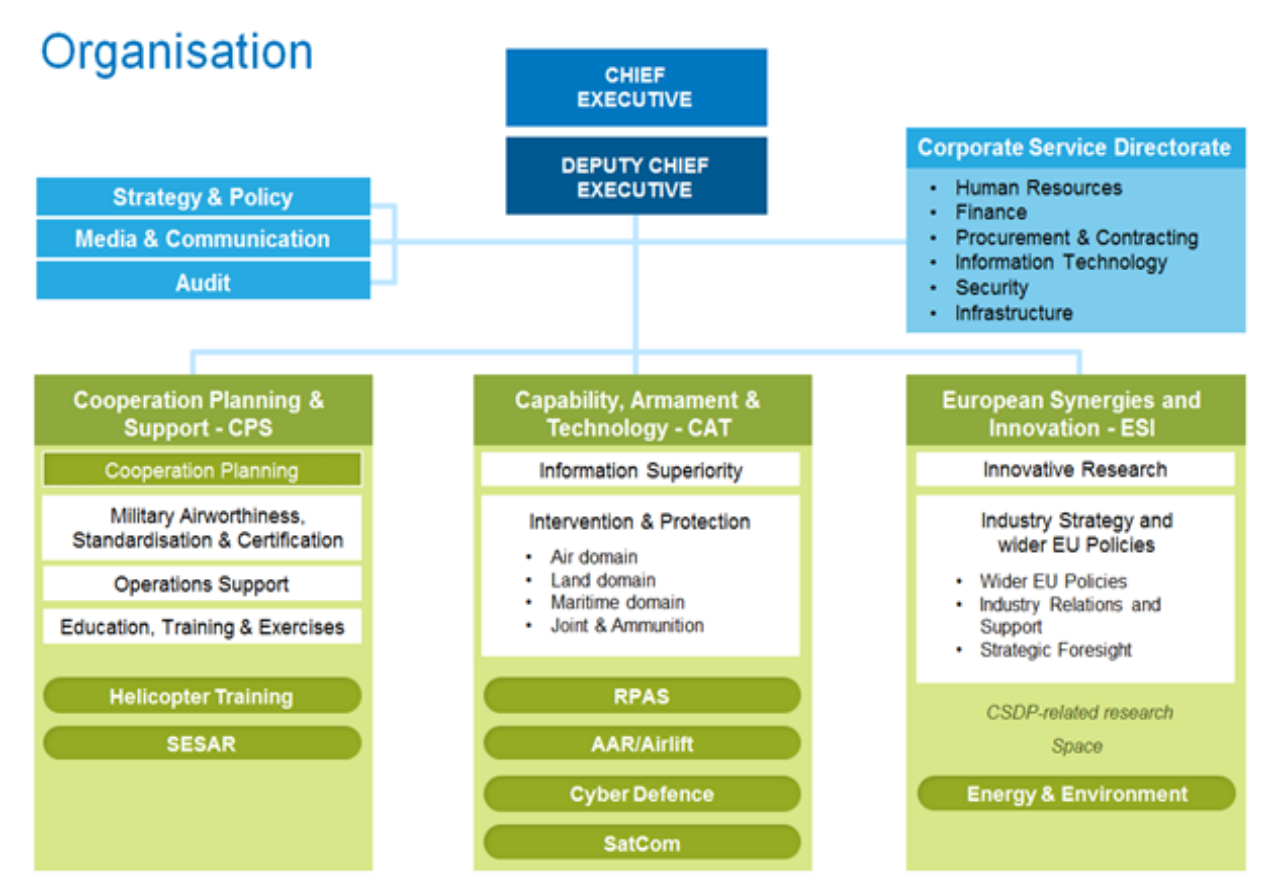 Organisation
CHIEF
EXECUTIVE
DEPUTY CHIEF
EXECUTIVE
Strategy & Policy
Media & Communication
Audit
Corporate Service Directorate
• Human Resources
• Finance
• Procurement & Contracting
• Information Technology
• Security
• Infrastructure
Cooperation Planning &
Support - CPS
Cooperation Planning
Military Airworthiness,
Standardisation & Certification
Operations Support
Education, Training & Exercises
Helicopter Training
SESAR
Capability, Armament &
Technology - CAT
Information Superiority
Intervention & Protection
• Air domain
• Land domain
• Maritime domain
• Joint & Ammunition
RPAS
AAR/Airlift
Cyber Defence
SatCom
European Synergies and
Innovation - ESI
Innovative Research
Industry Strategy and
wider EU Policies
• Wider EU Policies
• Industry Relations and
Support
• Strategic Foresight
CSDP-related research
Space
Energy & Environment